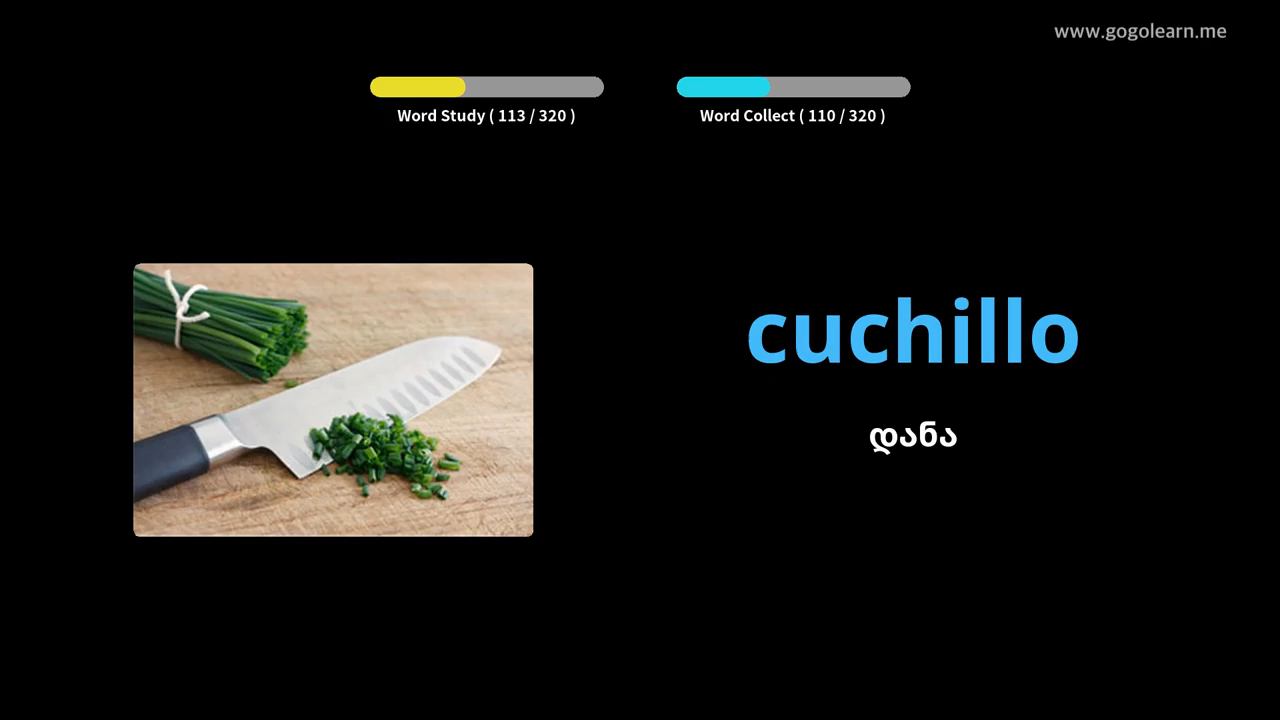 www.gogolearn.me
Word Study ( 113 / 320 )
Word Collect ( 110 / 320 )
cuchillo
დანა